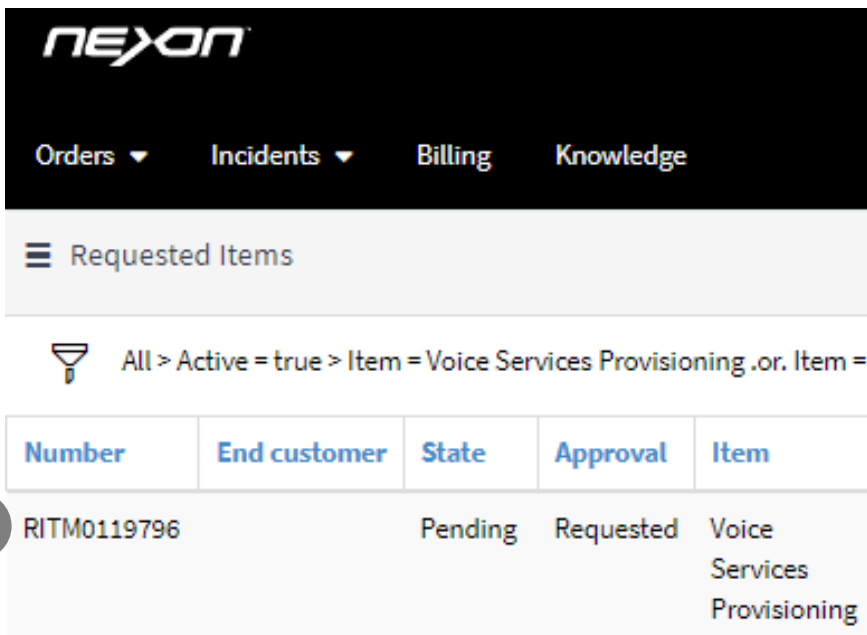 nexon
Orders Incidents Billing Knowledge
Requested Items
All > Active = true > Item = Voice Services Provisioning .or. Item =
Number End customer State Approval Item
RITM0119796 Pending Requested Voice
Services
Provisioning